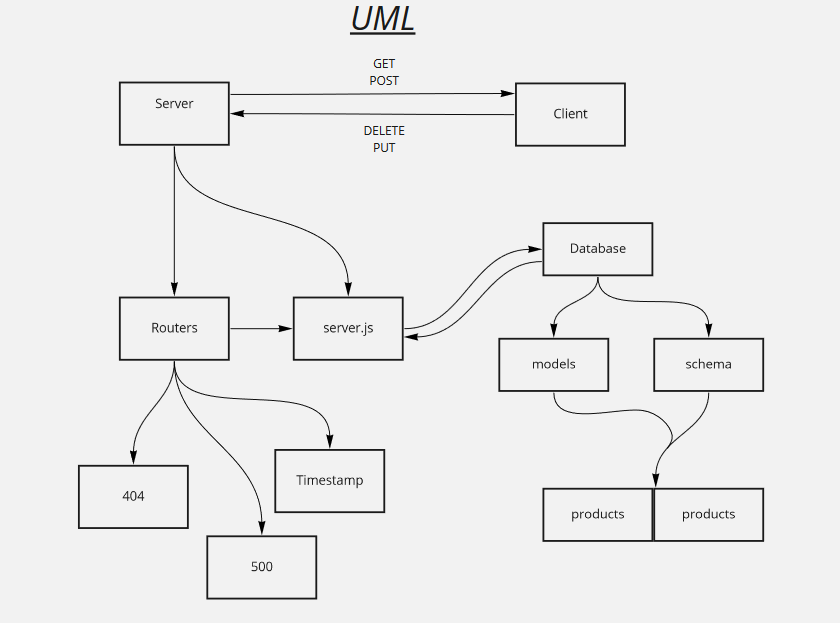 UML
GET
POST
Server
Client
DELETE
PUT
Database
Routers
server.js
models
schema
404
Timestamp
500
products
products